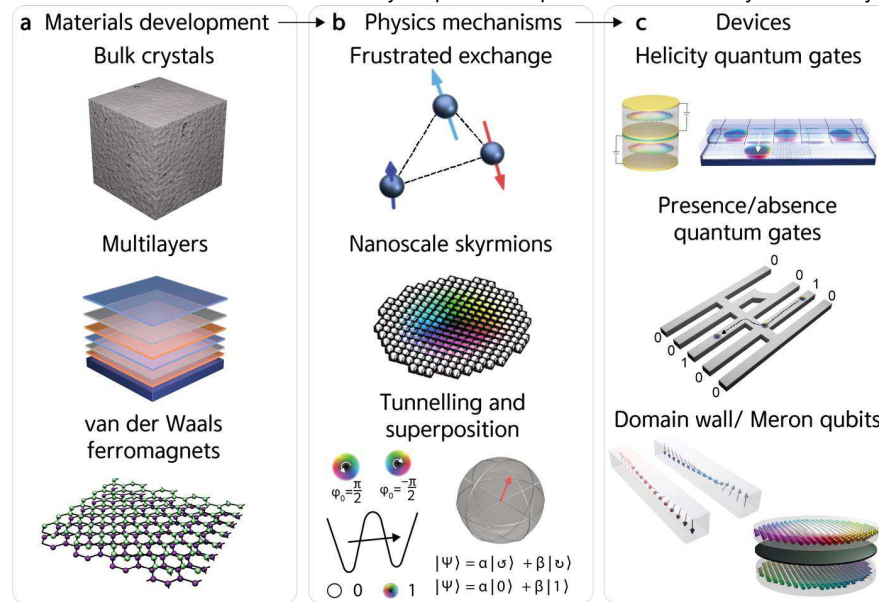 a Materials development
b Physics mechanisms
c Devices
Bulk crystals
Multilayers
van der Waals
ferromagnets
Frustrated exchange
Nanoscale skyrmions
Tunnelling and
superposition
φ₀=π/2 φ₀=-π/2
|Ψ⟩ = α|↺⟩ + β|↻⟩
|Ψ⟩ = α|0⟩ + β|1⟩
0 1
Helicity quantum gates
Presence/absence
quantum gates
0
0
1
0
0
0
1
0
0
Domain wall/ Meron qubits